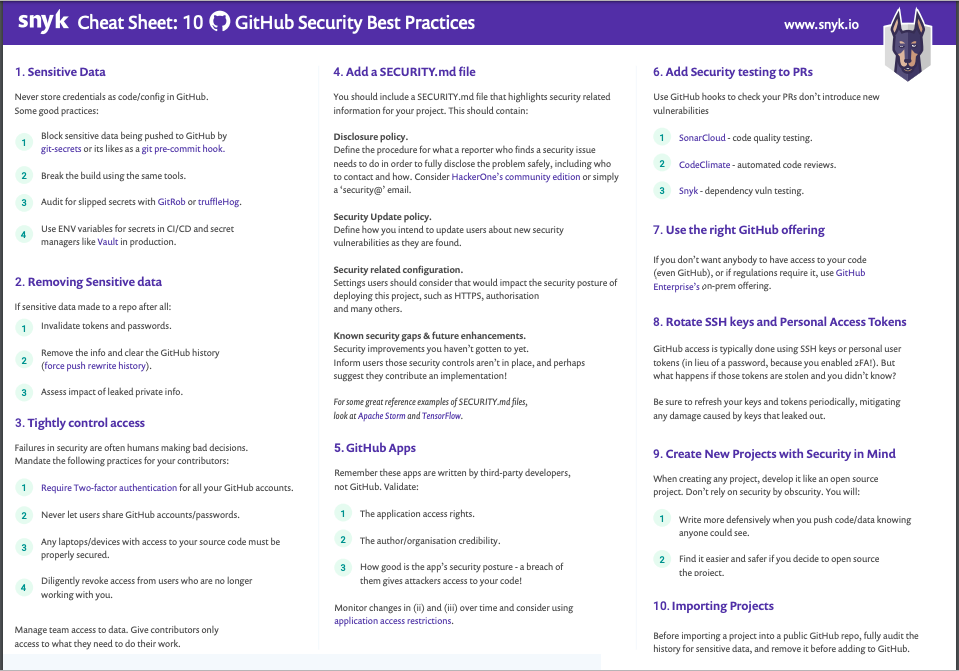 snyk Cheat Sheet: 10 GitHub Security Best Practices
www.snyk.io
1. Sensitive Data
Never store credentials as code/config in GitHub.
Some good practices:
1 Block sensitive data being pushed to GitHub by
git-secrets or its likes as a git pre-commit hook.
2 Break the build using the same tools.
3 Audit for slipped secrets with GitRob or truffleHog.
4 Use ENV variables for secrets in CI/CD and secret
managers like Vault in production.
2. Removing Sensitive data
If sensitive data made to a repo after all:
1 Invalidate tokens and passwords.
2 Remove the info and clear the GitHub history
(force push rewrite history).
3 Assess impact of leaked private info.
3. Tightly control access
Failures in security are often humans making bad decisions.
Mandate the following practices for your contributors:
1 Require Two-factor authentication for all your GitHub accounts.
2 Never let users share GitHub accounts/passwords.
3 Any laptops/devices with access to your source code must be
properly secured.
4 Diligently revoke access from users who are no longer
working with you.
Manage team access to data. Give contributors only
access to what they need to do their work.
4. Add a SECURITY.md file
You should include a SECURITY.md file that highlights security related
information for your project. This should contain:
Disclosure policy.
Define the procedure for what a reporter who finds a security issue
needs to do in order to fully disclose the problem safely, including who
to contact and how. Consider HackerOne's community edition or simply
a 'security@' email.
Security Update policy.
Define how you intend to update users about new security
vulnerabilities as they are found.
Security related configuration.
Settings users should consider that would impact the security posture of
deploying this project, such as HTTPS, authorisation
and many others.
Known security gaps & future enhancements.
Security improvements you haven't gotten to yet.
Inform users those security controls aren't in place, and perhaps
suggest they contribute an implementation!
For some great reference examples of SECURITY.md files,
look at Apache Storm and TensorFlow.
5. GitHub Apps
Remember these apps are written by third-party developers,
not GitHub. Validate:
1 The application access rights.
2 The author/organisation credibility.
3 How good is the app's security posture - a breach of
them gives attackers access to your code!
Monitor changes in (ii) and (iii) over time and consider using
application access restrictions.
6. Add Security testing to PRs
Use GitHub hooks to check your PRs don't introduce new
vulnerabilities
1 SonarCloud - code quality testing.
2 CodeClimate - automated code reviews.
3 Snyk - dependency vuln testing.
7. Use the right GitHub offering
If you don't want anybody to have access to your code
(even GitHub), or if regulations require it, use GitHub
Enterprise's on-prem offering.
8. Rotate SSH keys and Personal Access Tokens
GitHub access is typically done using SSH keys or personal user
tokens (in lieu of a password, because you enabled 2FA!). But
what happens if those tokens are stolen and you didn't know?
Be sure to refresh your keys and tokens periodically, mitigating
any damage caused by keys that leaked out.
9. Create New Projects with Security in Mind
When creating any project, develop it like an open source
project. Don't rely on security by obscurity. You will:
1 Write more defensively when you push code/data knowing
anyone could see.
2 Find it easier and safer if you decide to open source
the project.
10. Importing Projects
Before importing a project into a public GitHub repo, fully audit the
history for sensitive data, and remove it before adding to GitHub.